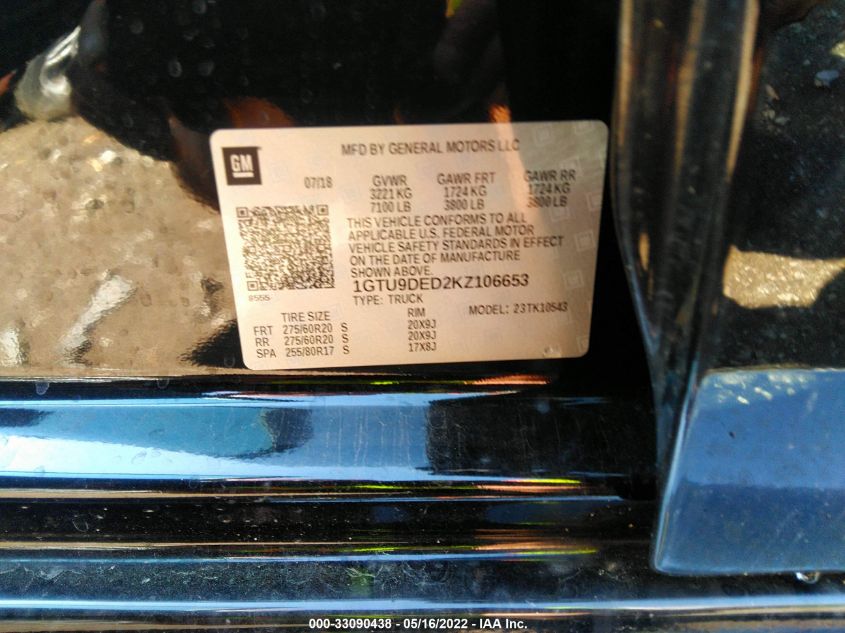 GM
MFD BY GENERAL MOTORS LLC
07/18 GVWR GAWR FRT GAWR RR
3221 KG 1724 KG 1724 KG
7100 LB 3800 LB 3800 LB
THIS VEHICLE CONFORMS TO ALL
APPLICABLE U.S. FEDERAL MOTOR
VEHICLE SAFETY STANDARDS IN EFFECT
ON THE DATE OF MANUFACTURE
SHOWN ABOVE.
8555
1GTU9DED2KZ106653
TYPE: TRUCK MODEL: 23TK10543
TIRE SIZE RIM
FRT 275/60R20 S 20X9J
RR 275/60R20 S 20X9J
SPA 255/80R17 S 17X8J
000-33090438 - 05/16/2022 - IAA Inc.